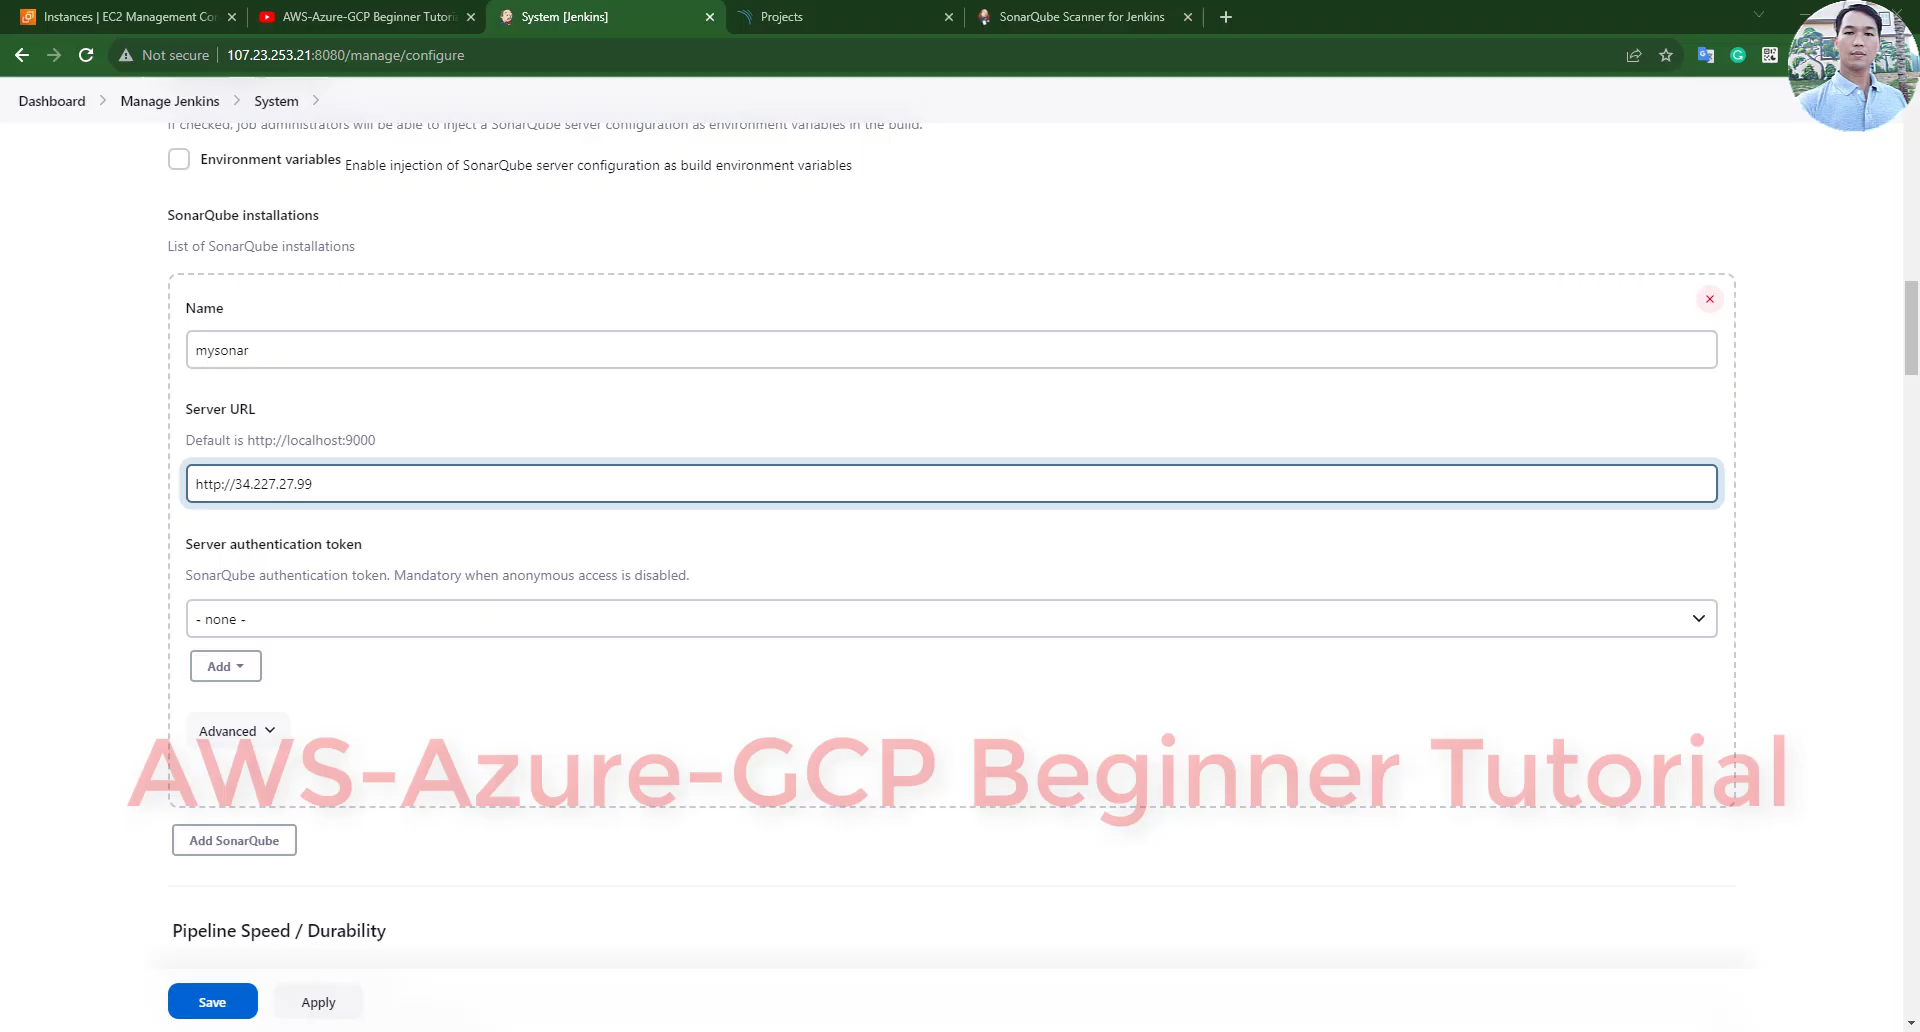 Instances | EC2 Management Co
AWS-Azure-GCP Beginner Tutori
System [Jenkins]
Projects
SonarQube Scanner for Jenkins
Not secure
107.23.253.21:8080/manage/configure
Dashboard
Manage Jenkins
System
If checked, job administrators will be able to inject a SonarQube server configuration as environment variables in the build.
Environment variables
Enable injection of SonarQube server configuration as build environment variables
SonarQube installations
List of SonarQube installations
Name
mysonar
Server URL
Default is http://localhost:9000
http://34.227.27.99
Server authentication token
SonarQube authentication token. Mandatory when anonymous access is disabled.
- none -
Add
Advanced
AWS-Azure-GCP Beginner Tutorial
Add SonarQube
Pipeline Speed / Durability
Save
Apply